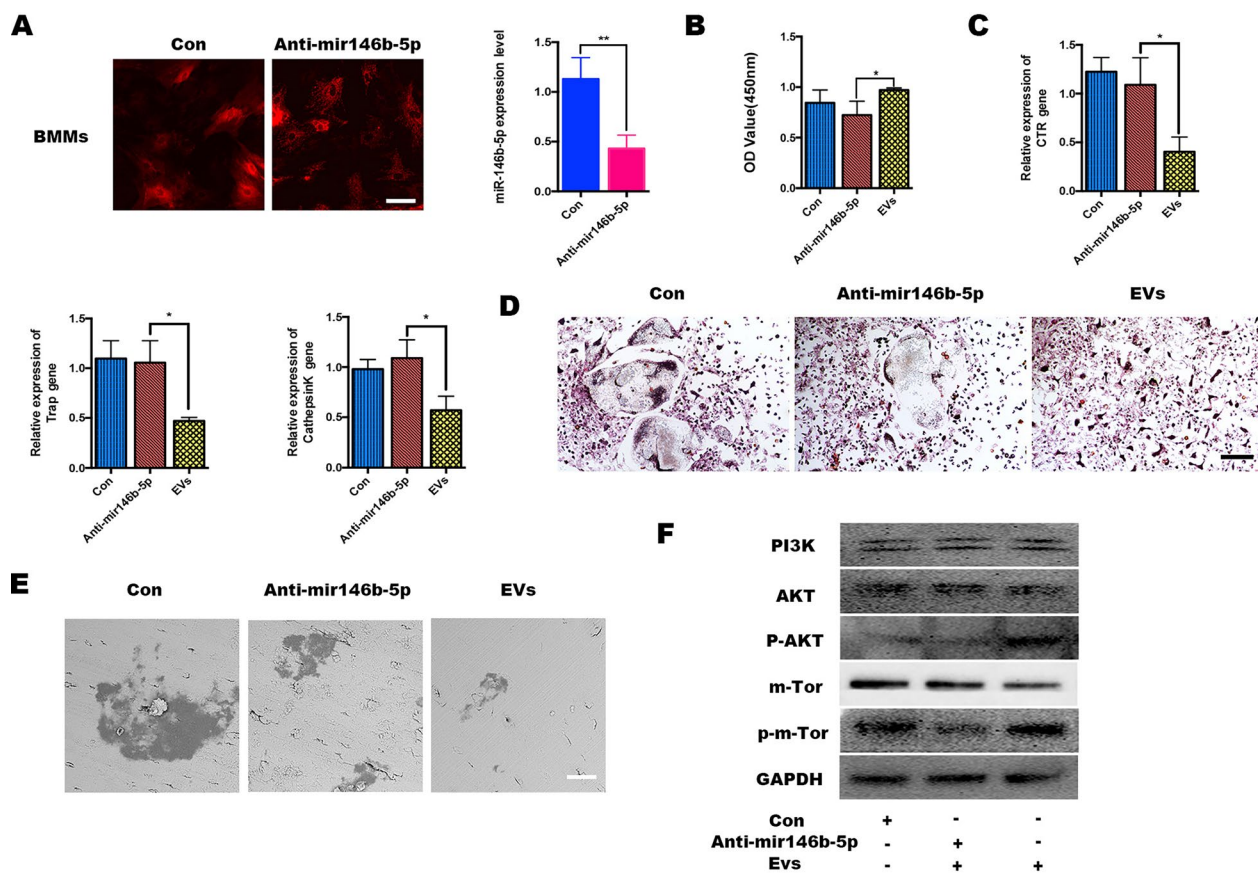 A
Con
Anti-mir146b-5p
BMMs
miR-146b-5p expression level
1.5
1.0
0.5
0.0
**
Con
Anti-mir146b-5p
B
OD Value(450nm)
1.5
1.0
0.5
0.0
*
Con
Anti-mir146b-5p
EVs
C
Relative expression of
CTR gene
1.5
1.0
0.5
0.0
*
Con
Anti-mir146b-5p
EVs
Relative expression of
Trap gene
1.5
1.0
0.5
0.0
*
Con
Anti-mir146b-5p
EVs
Relative expression of
CathepsinK gene
1.5
1.0
0.5
0.0
*
Con
Anti-mir146b-5p
EVs
D
Con
Anti-mir146b-5p
EVs
E
Con
Anti-mir146b-5p
EVs
F
PI3K
AKT
P-AKT
m-Tor
p-m-Tor
GAPDH
Con + - -
Anti-mir146b-5p - + -
Evs - + +